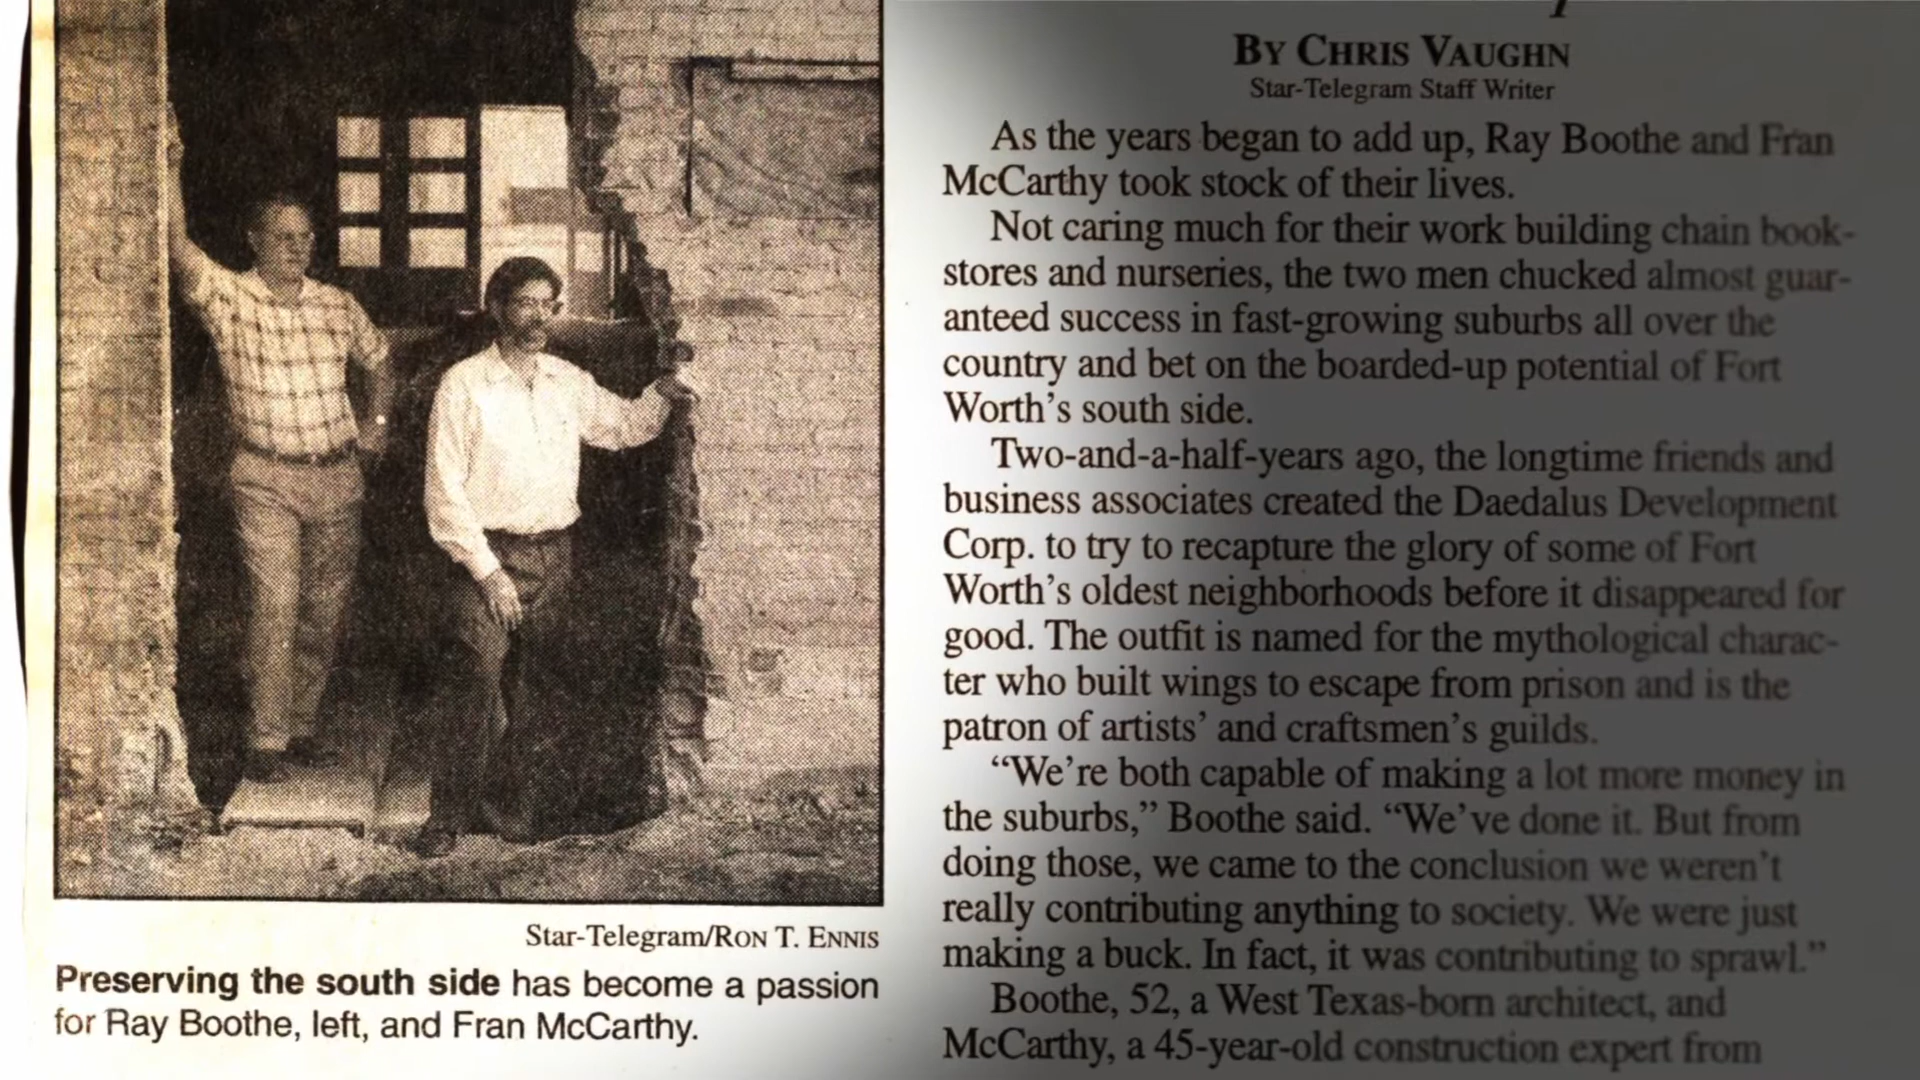 Star-Telegram/RON T. ENNIS
Preserving the south side has become a passion
for Ray Boothe, left, and Fran McCarthy.
BY CHRIS VAUGHN
Star-Telegram Staff Writer
As the years began to add up, Ray Boothe and Fran
McCarthy took stock of their lives.
Not caring much for their work building chain book-
stores and nurseries, the two men chucked almost guar-
anteed success in fast-growing suburbs all over the
country and bet on the boarded-up potential of Fort
Worth's south side.
Two-and-a-half-years ago, the longtime friends and
business associates created the Daedalus Development
Corp. to try to recapture the glory of some of Fort
Worth's oldest neighborhoods before it disappeared for
good. The outfit is named for the mythological charac-
ter who built wings to escape from prison and is the
patron of artists' and craftsmen's guilds.
“We're both capable of making a lot more money in
the suburbs,” Boothe said. “We've done it. But from
doing those, we came to the conclusion we weren't
really contributing anything to society. We were just
making a buck. In fact, it was contributing to sprawl.”
Boothe, 52, a West Texas-born architect, and
McCarthy, a 45-year-old construction expert from